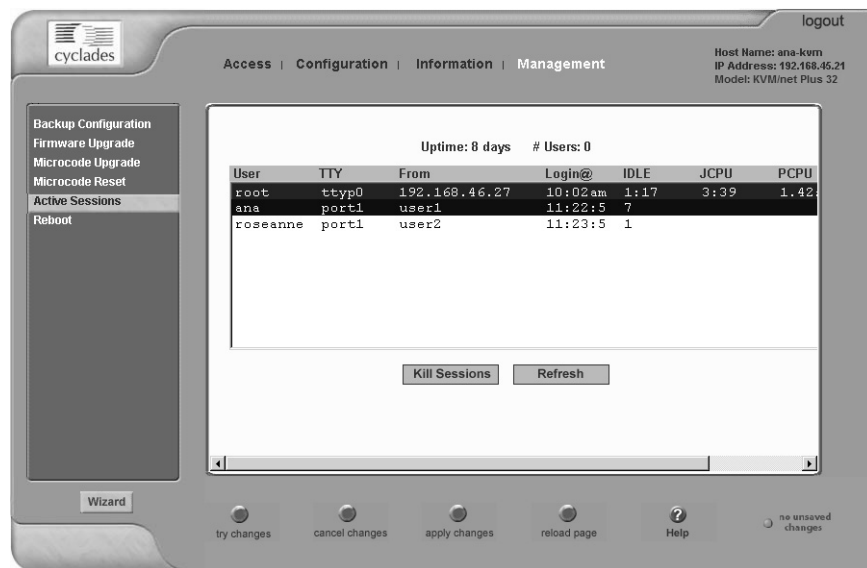 logout
cyclades
Access | Configuration | Information | Management
Host Name: ana-kvm
IP Address: 192.168.45.21
Model: KVM/net Plus 32
Backup Configuration
Firmware Upgrade
Microcode Upgrade
Microcode Reset
Active Sessions
Reboot
Uptime: 8 days # Users: 0
User TTY From Login@ IDLE JCPU PCPU
root ttyp0 192.168.46.27 10:02am 1:17 3:39 1.42
ana port1 user1 11:22:5 7
roseanne port1 user2 11:23:5 1
Kill Sessions Refresh
Wizard
try changes cancel changes apply changes reload page ? Help no unsaved changes